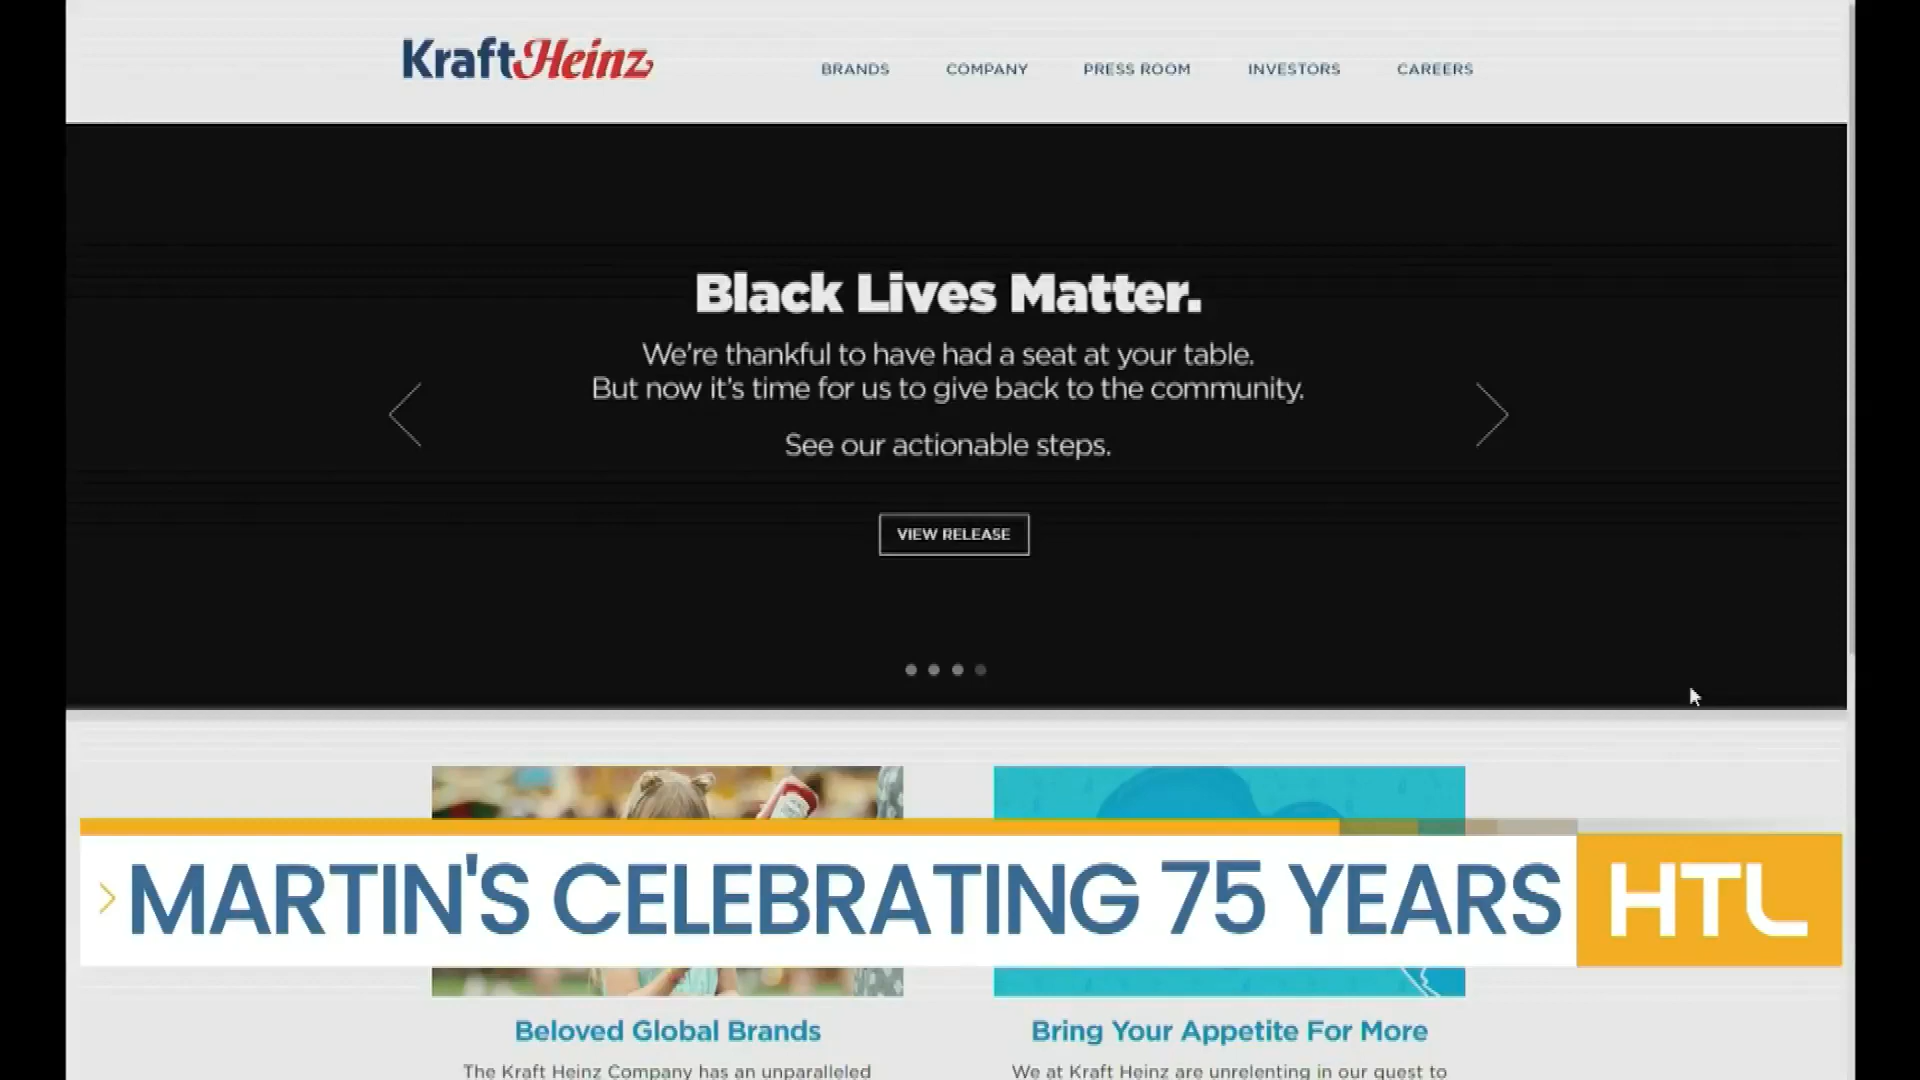 KraftHeinz
BRANDS COMPANY PRESS ROOM INVESTORS CAREERS
Black Lives Matter.
We're thankful to have had a seat at your table.
But now it's time for us to give back to the community.
See our actionable steps.
VIEW RELEASE
MARTIN'S CELEBRATING 75 YEARS
HTL
Beloved Global Brands
The Kraft Heinz Company has an unparalleled
Bring Your Appetite For More
We at Kraft Heinz are unrelenting in our quest to